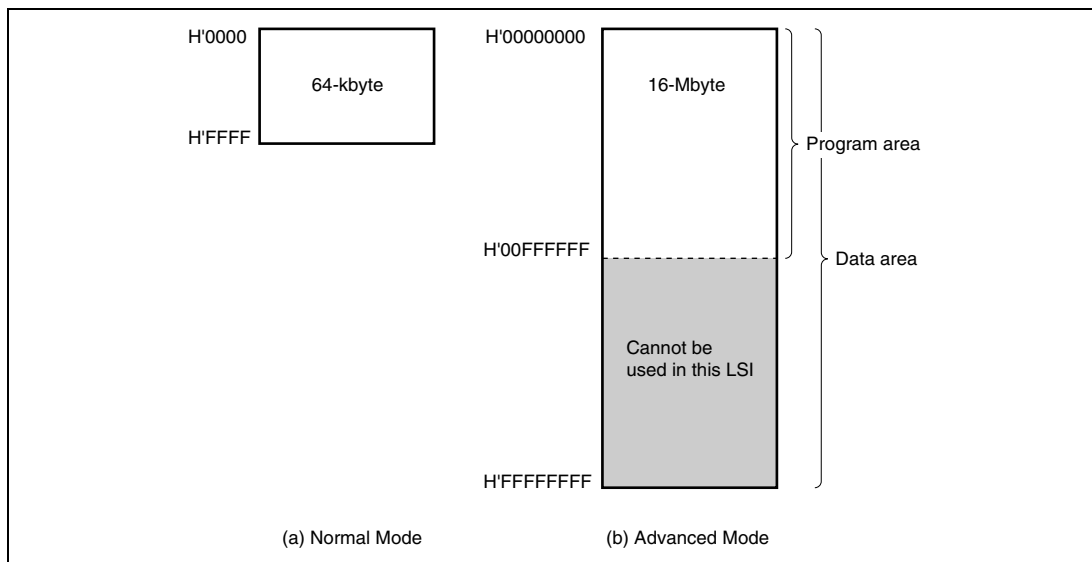 H'0000
64-kbyte
H'FFFF
H'00000000
16-Mbyte
Program area
H'00FFFFFF
Data area
Cannot be
used in this LSI
H'FFFFFFFF
(a) Normal Mode
(b) Advanced Mode